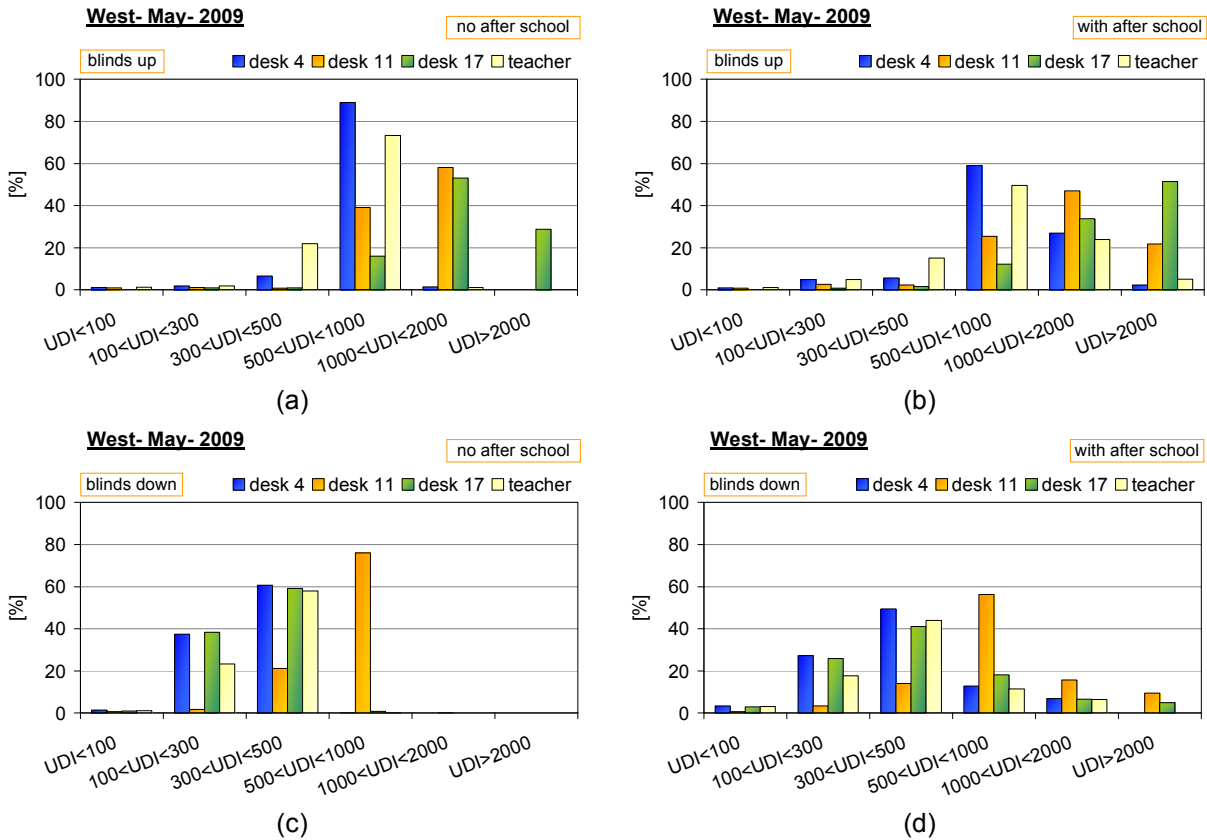 West- May- 2009
no after school
blinds up
desk 4 desk 11 desk 17 teacher
100
80
60
40
20
0
[%]
UDI<100
100<UDI<300
300<UDI<500
500<UDI<1000
1000<UDI<2000
UDI>2000
(a)
West- May- 2009
with after school
blinds up
desk 4 desk 11 desk 17 teacher
100
80
60
40
20
0
[%]
UDI<100
100<UDI<300
300<UDI<500
500<UDI<1000
1000<UDI<2000
UDI>2000
(b)
West- May- 2009
no after school
blinds down
desk 4 desk 11 desk 17 teacher
100
80
60
40
20
0
[%]
UDI<100
100<UDI<300
300<UDI<500
500<UDI<1000
1000<UDI<2000
UDI>2000
(c)
West- May- 2009
with after school
blinds down
desk 4 desk 11 desk 17 teacher
100
80
60
40
20
0
[%]
UDI<100
100<UDI<300
300<UDI<500
500<UDI<1000
1000<UDI<2000
UDI>2000
(d)